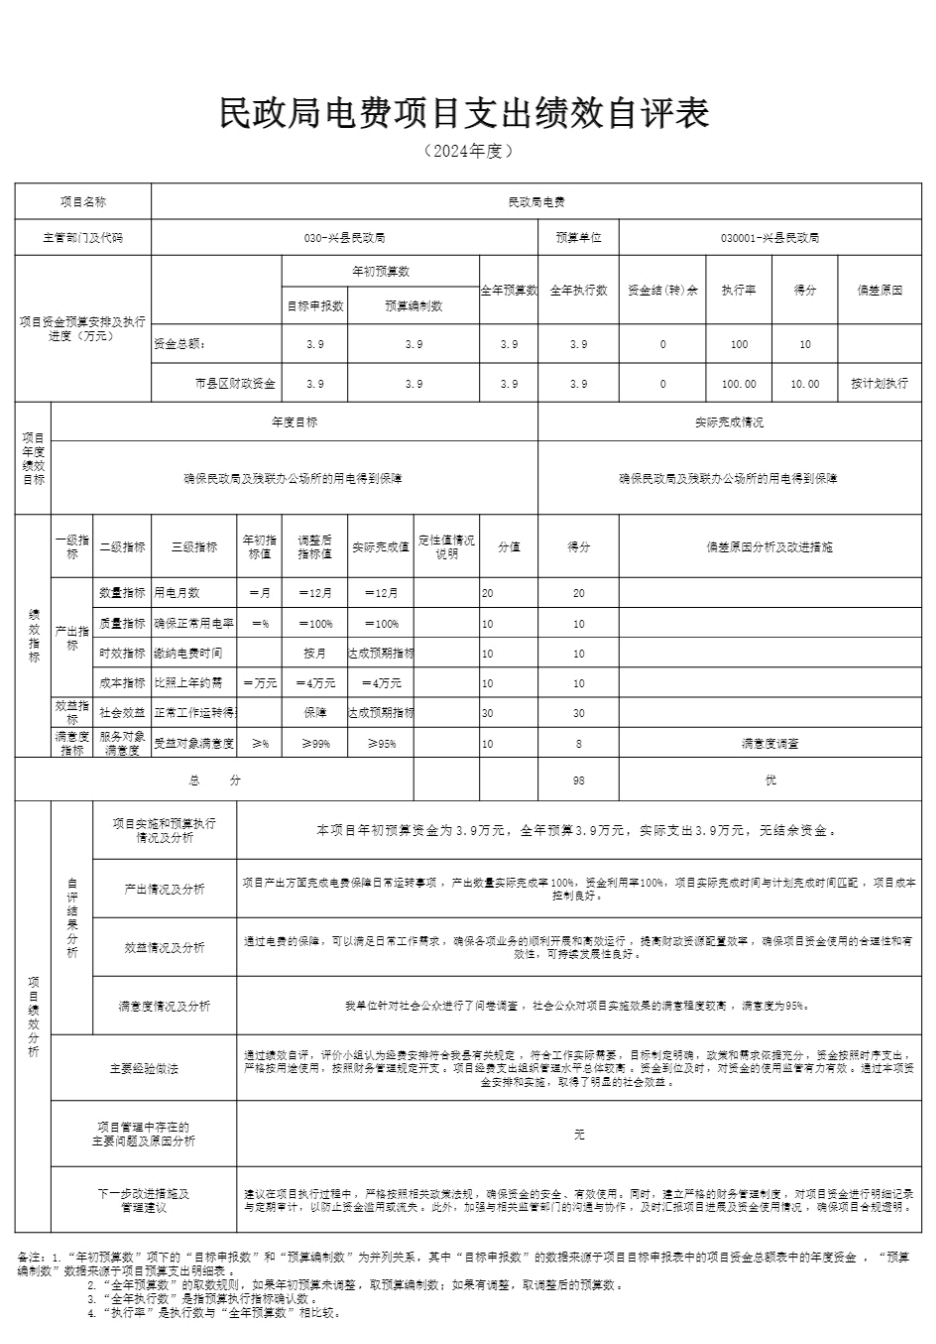 民政局电费项目支出绩效自评表
（2024年度）
项目名称 民政局电费
主管部门及代码 030-兴县民政局 预算单位 030001-兴县民政局
项目资金预算安排及执行进度（万元）
年初预算数 全年预算数 全年执行数 资金结(转)余 执行率 得分 偏差原因
目标申报数 预算编制数
资金总额： 3.9 3.9 3.9 3.9 0 100 10
市县区财政资金 3.9 3.9 3.9 3.9 0 100.00 10.00 按计划执行
项目年度绩效目标
年度目标 实际完成情况
确保民政局及残联办公场所的用电得到保障 确保民政局及残联办公场所的用电得到保障
绩效指标
一级指标 二级指标 三级指标 年初指标值 调整后指标值 实际完成值 定性值情况说明 分值 得分 偏差原因分析及改进措施
产出指标
数量指标 用电月数 ＝月 ＝12月 ＝12月 20 20
质量指标 确保正常用电率 ＝% ＝100% ＝100% 10 10
时效指标 缴纳电费时间 按月 达成预期指标 10 10
成本指标 比照上年约需 ＝万元 ＝4万元 ＝4万元 10 10
效益指标 社会效益 正常工作运转得 保障 达成预期指标 30 30
满意度指标 服务对象满意度 受益对象满意度 ≥% ≥99% ≥95% 10 8 满意度调查
总 分 98 优
项目绩效分析
自评结果分析
项目实施和预算执行情况及分析
本项目年初预算资金为3.9万元，全年预算3.9万元，实际支出3.9万元，无结余资金。
产出情况及分析
项目产出方面完成电费保障日常运转事项，产出数量实际完成率100%，资金利用率100%，项目实际完成时间与计划完成时间匹配，项目成本
控制良好。
效益情况及分析
通过电费的保障，可以满足日常工作需求，确保各项业务的顺利开展和高效运行，提高财政资源配置效率，确保项目资金使用的合理性和有
效性，可持续发展性良好。
满意度情况及分析
我单位针对社会公众进行了问卷调查，社会公众对项目实施效果的满意程度较高，满意度为95%。
主要经验做法
通过绩效自评，评价小组认为经费安排符合我县有关规定，符合工作实际需要，目标制定明确，政策和需求依据充分，资金按照时序支出，
严格按用途使用，按照财务管理规定开支。项目经费支出组织管理水平总体较高。资金到位及时，对资金的使用监管有力有效。通过本项资
金安排和实施，取得了明显的社会效益。
项目管理中存在的
主要问题及原因分析
无
下一步改进措施及
管理建议
建议在项目执行过程中，严格按照相关政策法规，确保资金的安全、有效使用。同时，建立严格的财务管理制度，对项目资金进行明细记录
与定期审计，以防止资金滥用或流失。此外，加强与相关监管部门的沟通与协作，及时汇报项目进展及资金使用情况，确保项目合规透明。
备注：1.“年初预算数”项下的“目标申报数”和“预算编制数”为并列关系，其中“目标申报数”的数据来源于项目目标申报表中的项目资金总额表中的年度资金，“预算
编制数”数据来源于项目预算支出明细表。
2.“全年预算数”的取数规则，如果年初预算未调整，取预算编制数；如果有调整，取调整后的预算数。
3.“全年执行数”是指预算执行指标确认数。
4.“执行率”是执行数与“全年预算数”相比较。